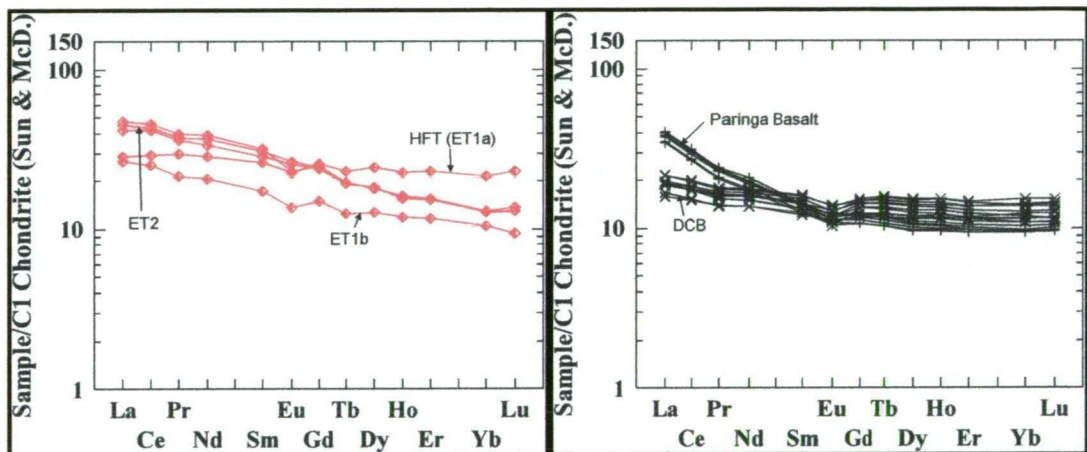 Sample/C1 Chondrite (Sun & McD.)
150
100
10
1
HFT (ET1a)
ET2
ET1b
La Pr Eu Tb Ho Lu
Ce Nd Sm Gd Dy Er Yb
Sample/C1 Chondrite (Sun & McD.)
150
100
10
1
Paringa Basalt
DCB
La Pr Eu Tb Ho Lu
Ce Nd Sm Gd Dy Er Yb